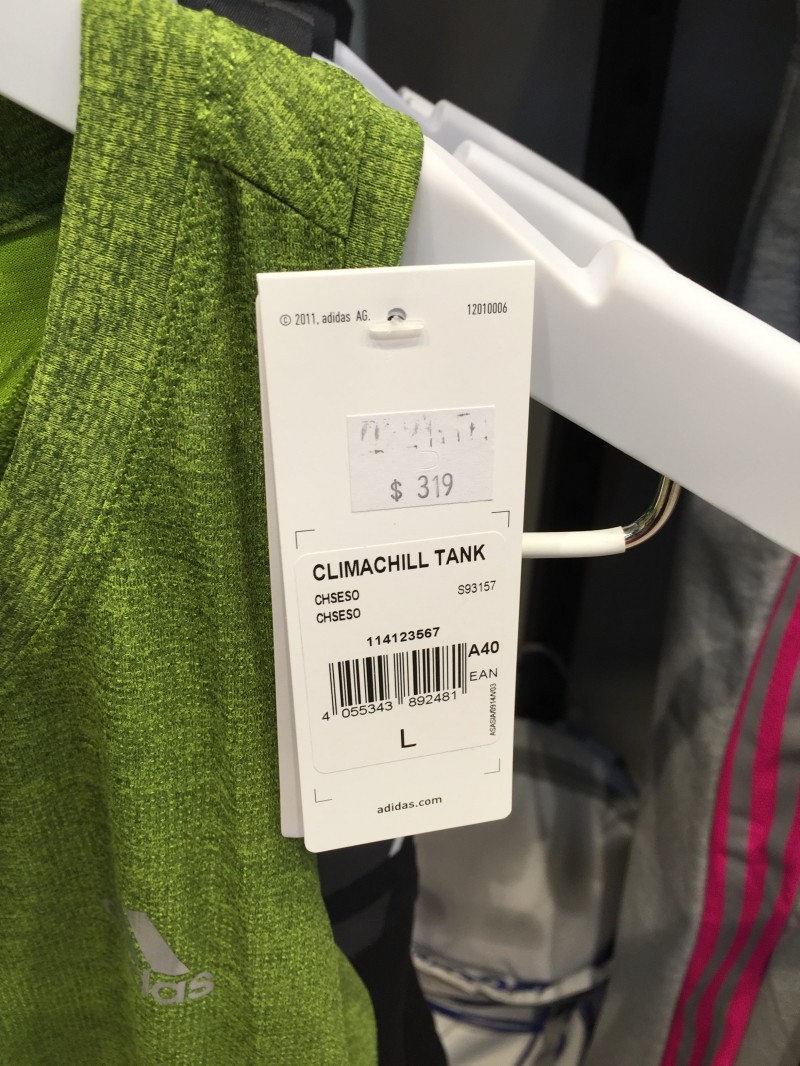 © 2011, adidas AG.
12010006
$ 319
CLIMACHILL TANK
CHSESO
S93157
CHSESO
114123567
A40
EAN
4 055343 892481
L
adidas.com
adidas